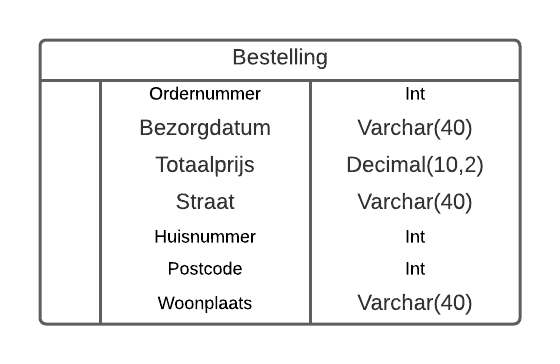 Bestelling
Ordernummer Int
Bezorgdatum Varchar(40)
Totaalprijs Decimal(10,2)
Straat Varchar(40)
Huisnummer Int
Postcode Int
Woonplaats Varchar(40)